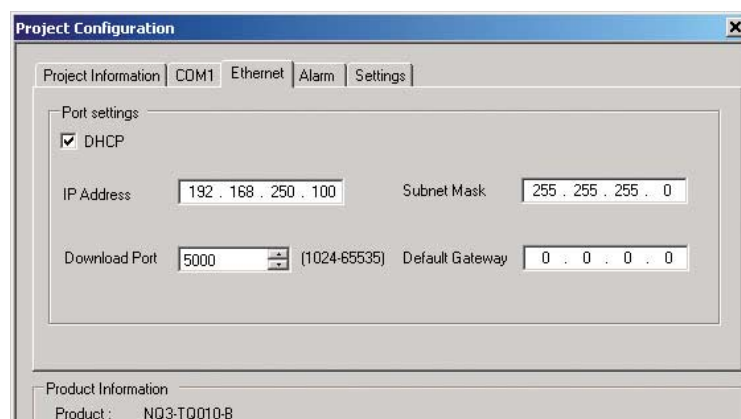 Project Configuration
Project Information COM1 Ethernet Alarm Settings
Port settings
DHCP
IP Address 192 . 168 . 250 . 100 Subnet Mask 255 . 255 . 255 . 0
Download Port 5000 (1024-65535) Default Gateway 0 . 0 . 0 . 0
Product Information
Product : NQ3-TQ010-B